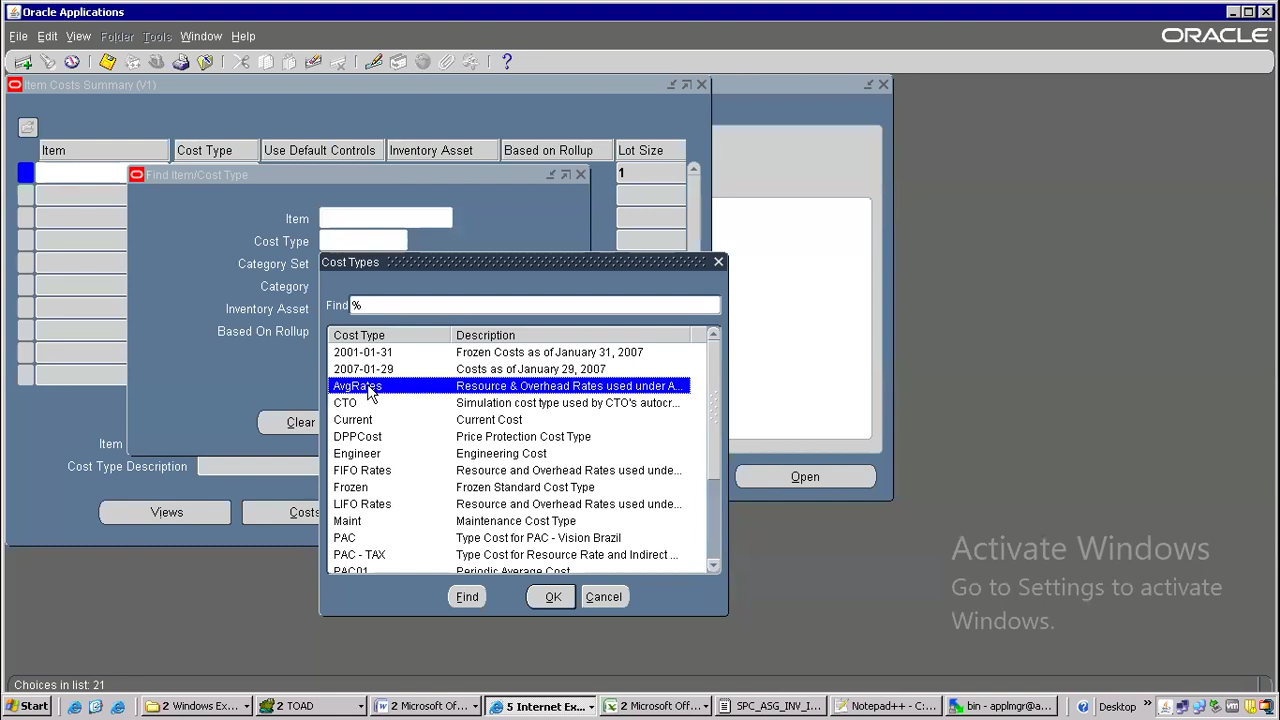 Oracle Applications
File Edit View Folder Tools Window Help
ORACLE
Item Costs Summary (V1)
Item Cost Type Use Default Controls Inventory Asset Based on Rollup Lot Size
1
Find Item/Cost Type
Item
Cost Type
Category Set
Category
Inventory Asset
Based On Rollup
Clear
Item
Cost Type Description
Views Costs
Open
Cost Types
Find %
Cost Type Description
2001-01-31 Frozen Costs as of January 31, 2007
2007-01-29 Costs as of January 29, 2007
AvgRates Resource & Overhead Rates used under A...
CTO Simulation cost type used by CTO's autocr...
Current Current Cost
DPPCost Price Protection Cost Type
Engineer Engineering Cost
FIFO Rates Resource and Overhead Rates used unde...
Frozen Frozen Standard Cost Type
LIFO Rates Resource and Overhead Rates used unde...
Maint Maintenance Cost Type
PAC Type Cost for PAC - Vision Brazil
PAC - TAX Type Cost for Resource Rate and Indirect ...
PAC01 Periodic Average Cost
Find OK Cancel
Activate Windows
Go to Settings to activate
Windows.
Choices in list: 21
Start 2 Windows Ex... 2 TOAD 2 Microsoft Of... 5 Internet Ex... 2 Microsoft Of... SPC_ASG_INV_I... Notepad++ - C:... bin - applmgr@a... Desktop